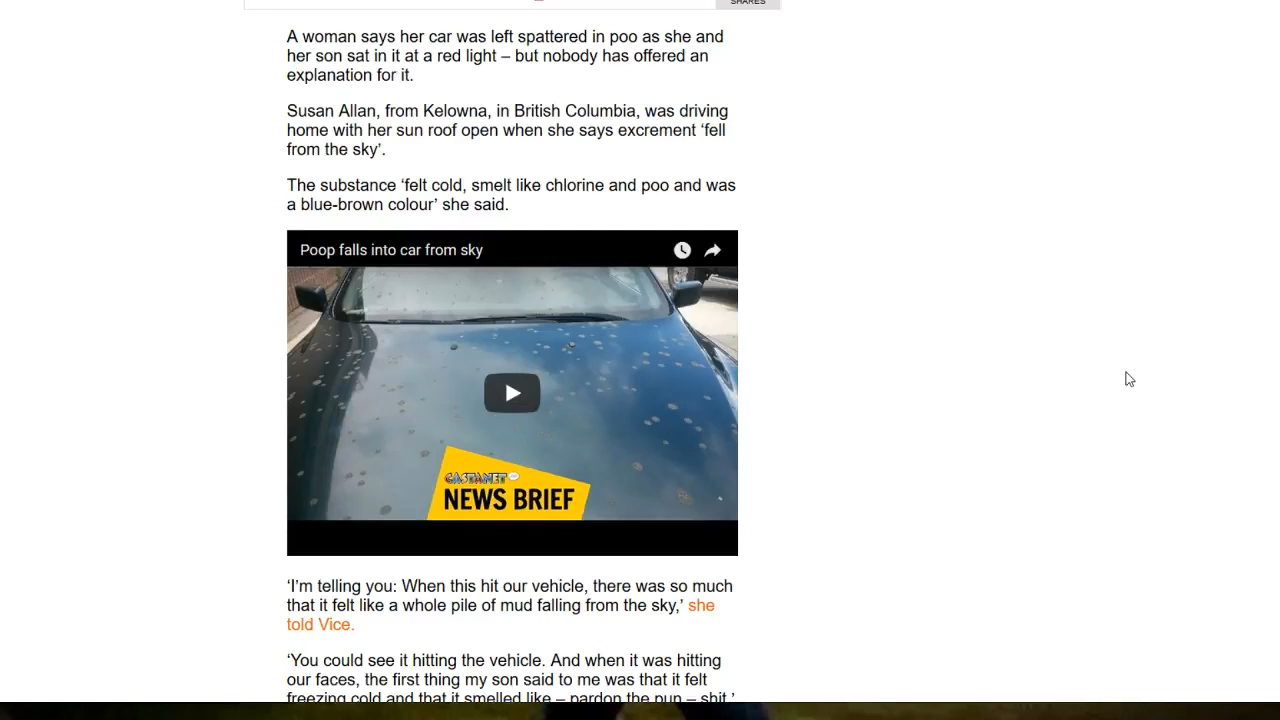 SHARES
A woman says her car was left spattered in poo as she and
her son sat in it at a red light – but nobody has offered an
explanation for it.
Susan Allan, from Kelowna, in British Columbia, was driving
home with her sun roof open when she says excrement ‘fell
from the sky’.
The substance ‘felt cold, smelt like chlorine and poo and was
a blue-brown colour’ she said.
Poop falls into car from sky
CASTANET
NEWS BRIEF
‘I’m telling you: When this hit our vehicle, there was so much
that it felt like a whole pile of mud falling from the sky,’ she
told Vice.
‘You could see it hitting the vehicle. And when it was hitting
our faces, the first thing my son said to me was that it felt
freezing cold and that it smelled like – pardon the pun – shit.’